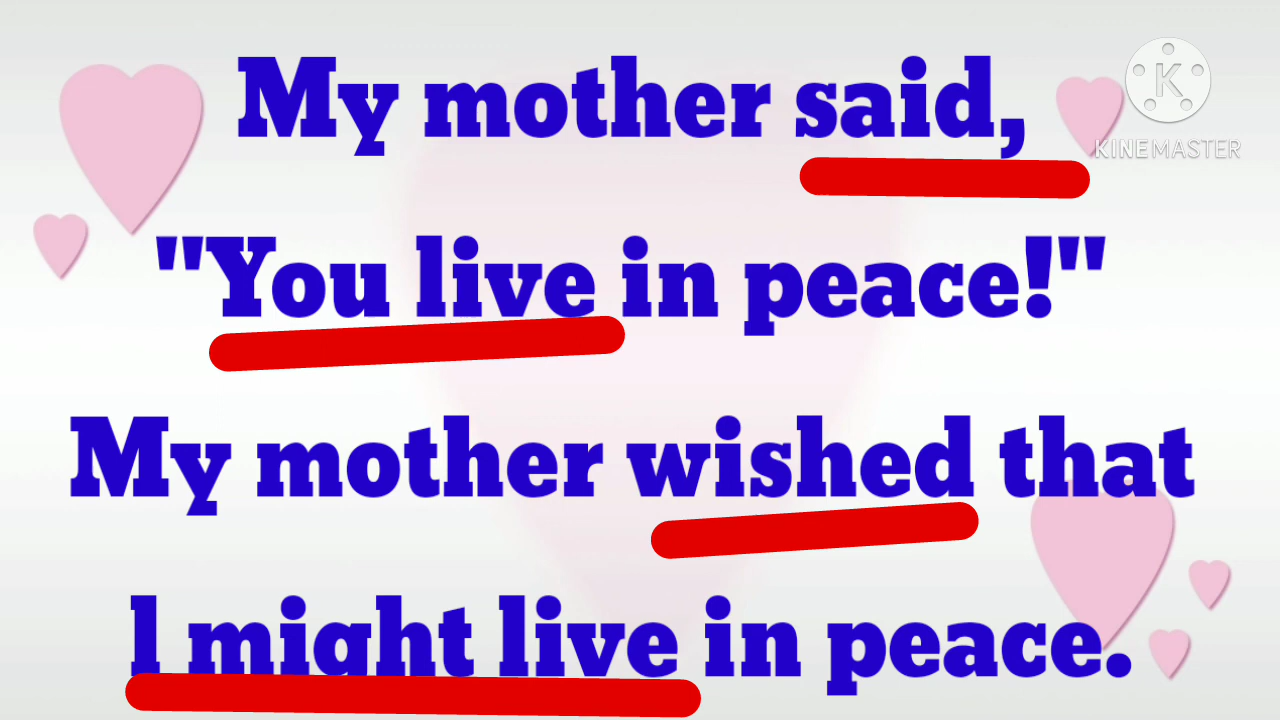 My mother said,
"You live in peace!"
My mother wished that
I might live in peace.
K
KINEMASTER